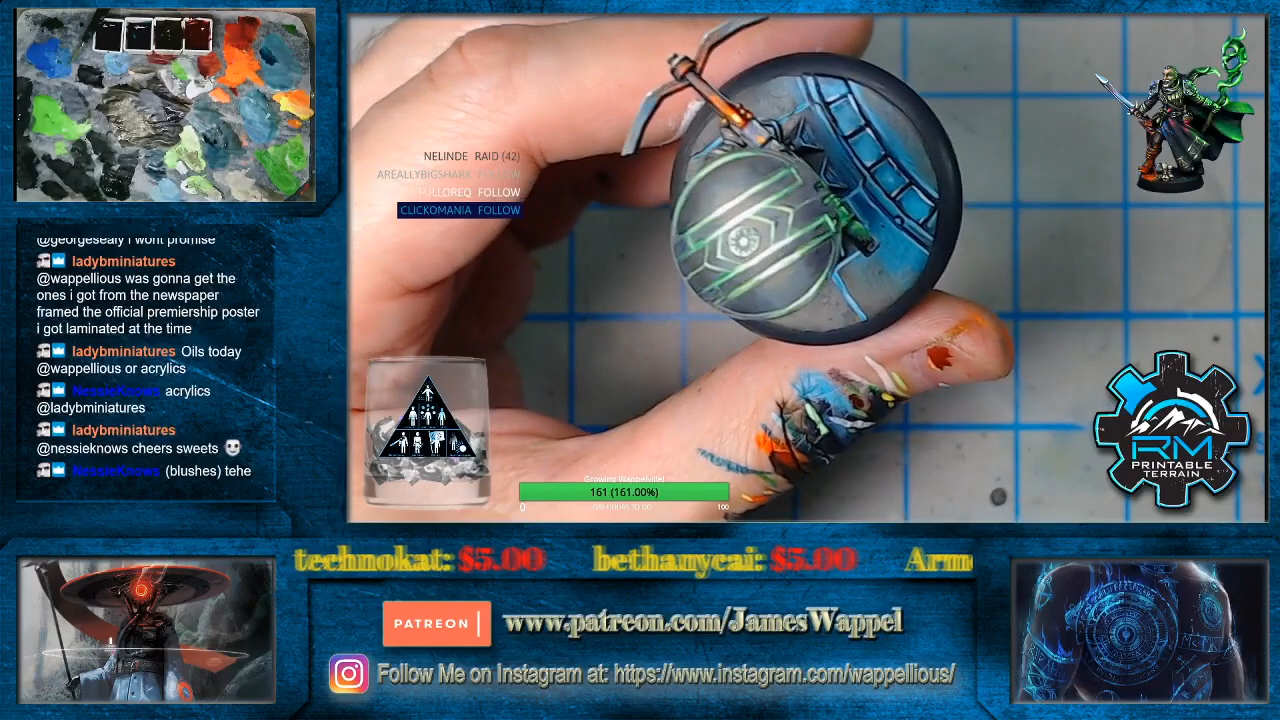 @georgesealy i wont promise
ladybminiatures
@wappellious was gonna get the
ones i got from the newspaper
framed the official premiership poster
i got laminated at the time
ladybminiatures Oils today
@wappellious or acrylics
NessieKnows acrylics
@ladybminiatures
ladybminiatures
@nessieknows cheers sweets
NessieKnows (blushes) tehe
NELINDE RAID (42)
AREALLYBIGSHARK FOLLOW
FULLOREQ FOLLOW
CLICKOMANIA FOLLOW
Growing Wappelville!
161 (161.00%)
0
100
RM
PRINTABLE
TERRAIN
technokat: $5.00 bethanycai: $5.00 Arm
PATREON
www.patreon.com/JamesWappel
Follow Me on Instagram at: https://www.instagram.com/wappellious/